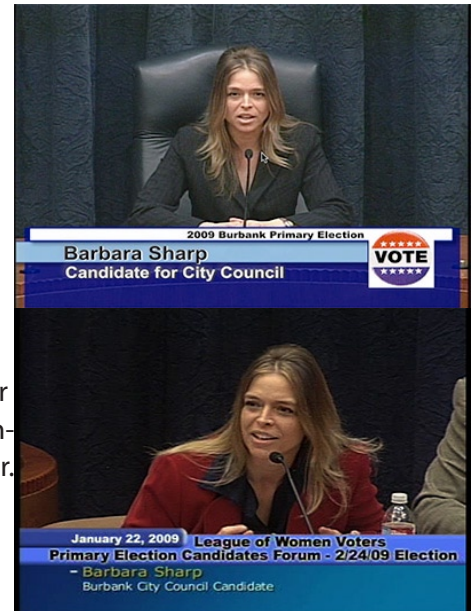 2009 Burbank Primary Election
Barbara Sharp
Candidate for City Council
VOTE
r
n-
r.
January 22, 2009
League of Women Voters
Primary Election Candidates Forum - 2/24/09 Election
- Barbara Sharp
Burbank City Council Candidate